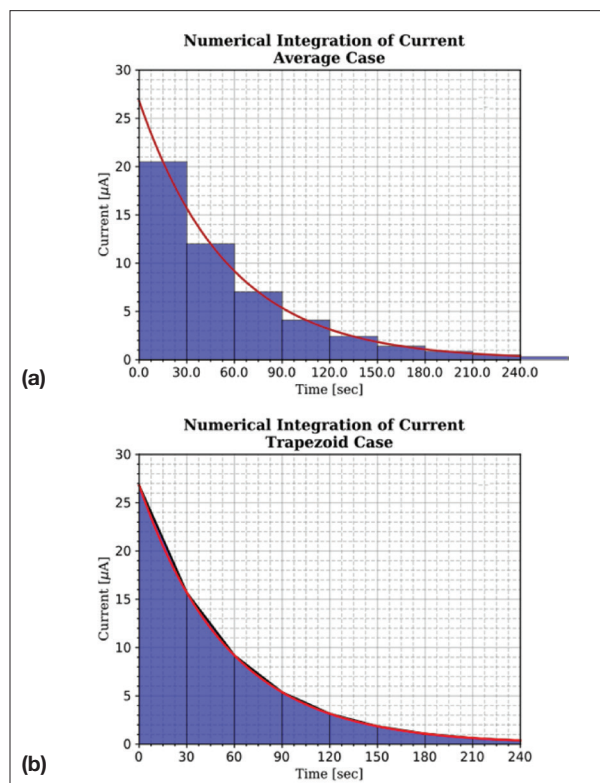 Numerical Integration of Current
Average Case
30
25
20
15
10
5
0
Current [μA]
0.0 30.0 60.0 90.0 120.0 150.0 180.0 210.0 240.0
Time [sec]
(a)
Numerical Integration of Current
Trapezoid Case
30
25
20
15
10
5
0
Current [μA]
0 30 60 90 120 150 180 210 240
Time [sec]
(b)